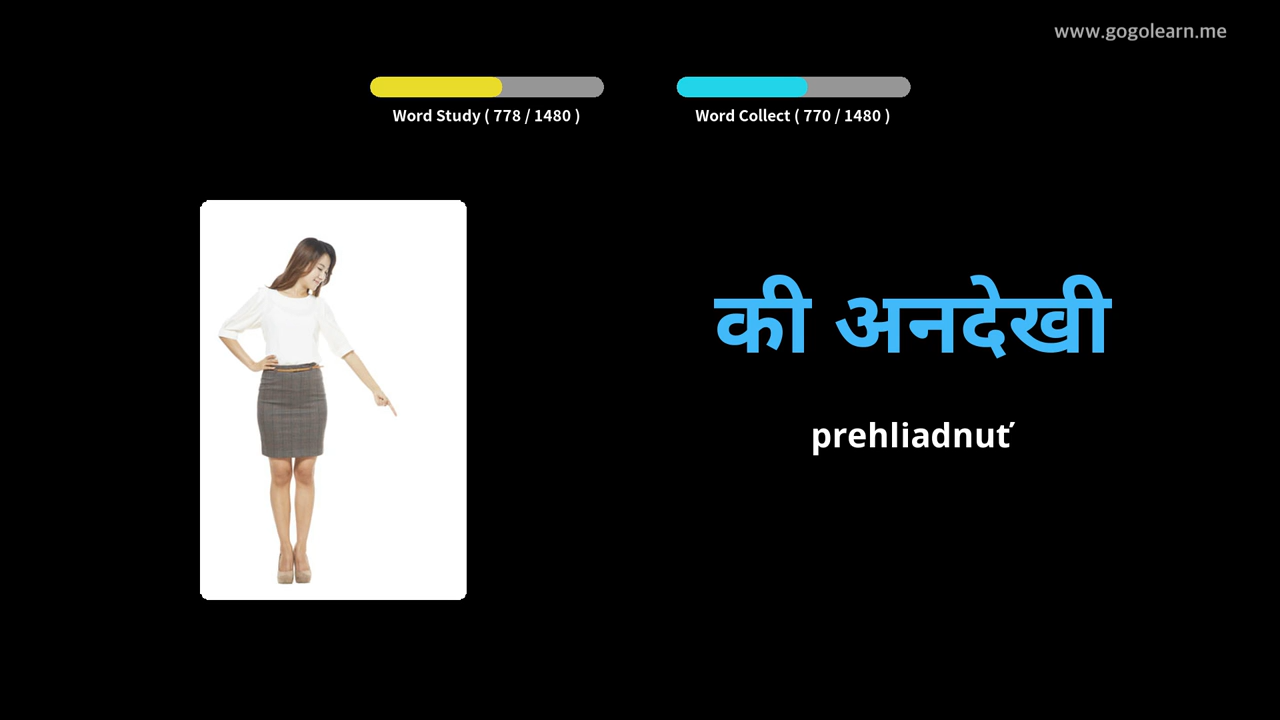 www.gogolearn.me
Word Study ( 778 / 1480 )
Word Collect ( 770 / 1480 )
की अनदेखी
prehliadnuť